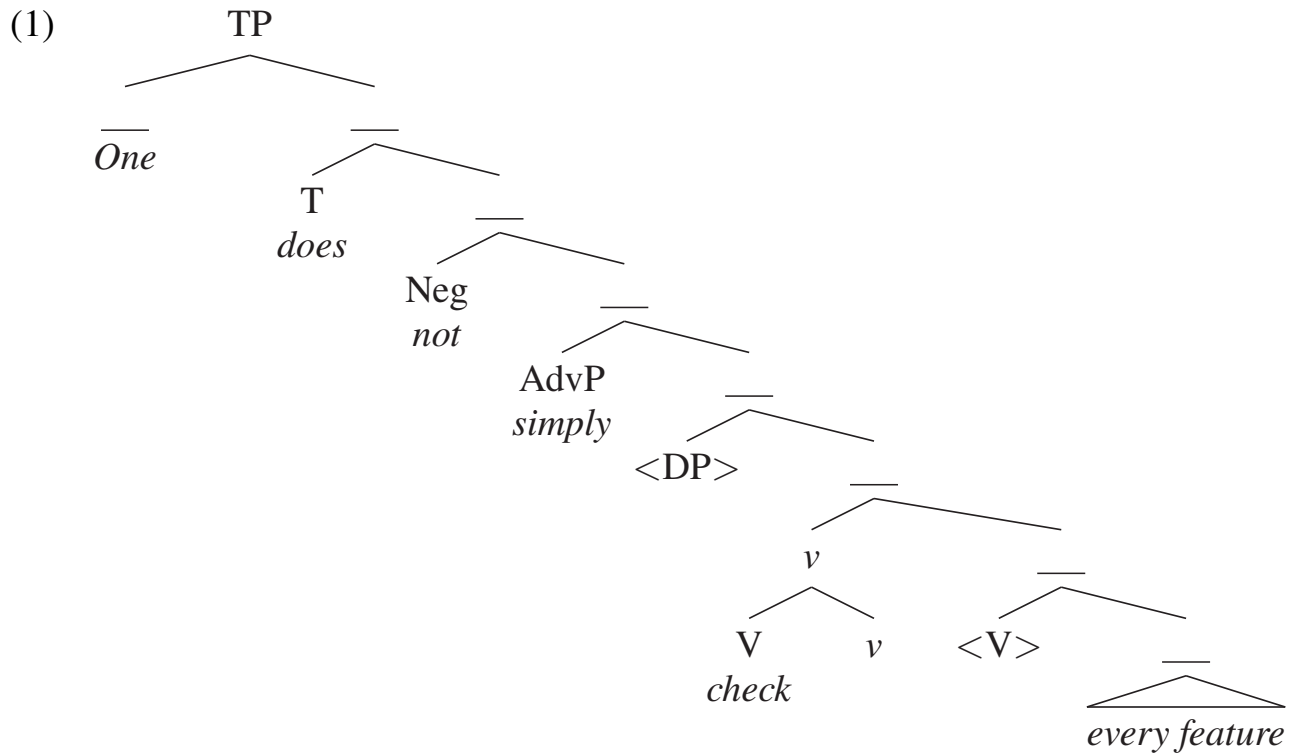 (1) TP
One
T
does
Neg
not
AdvP
simply
<DP>
v
V v <V>
check
every feature